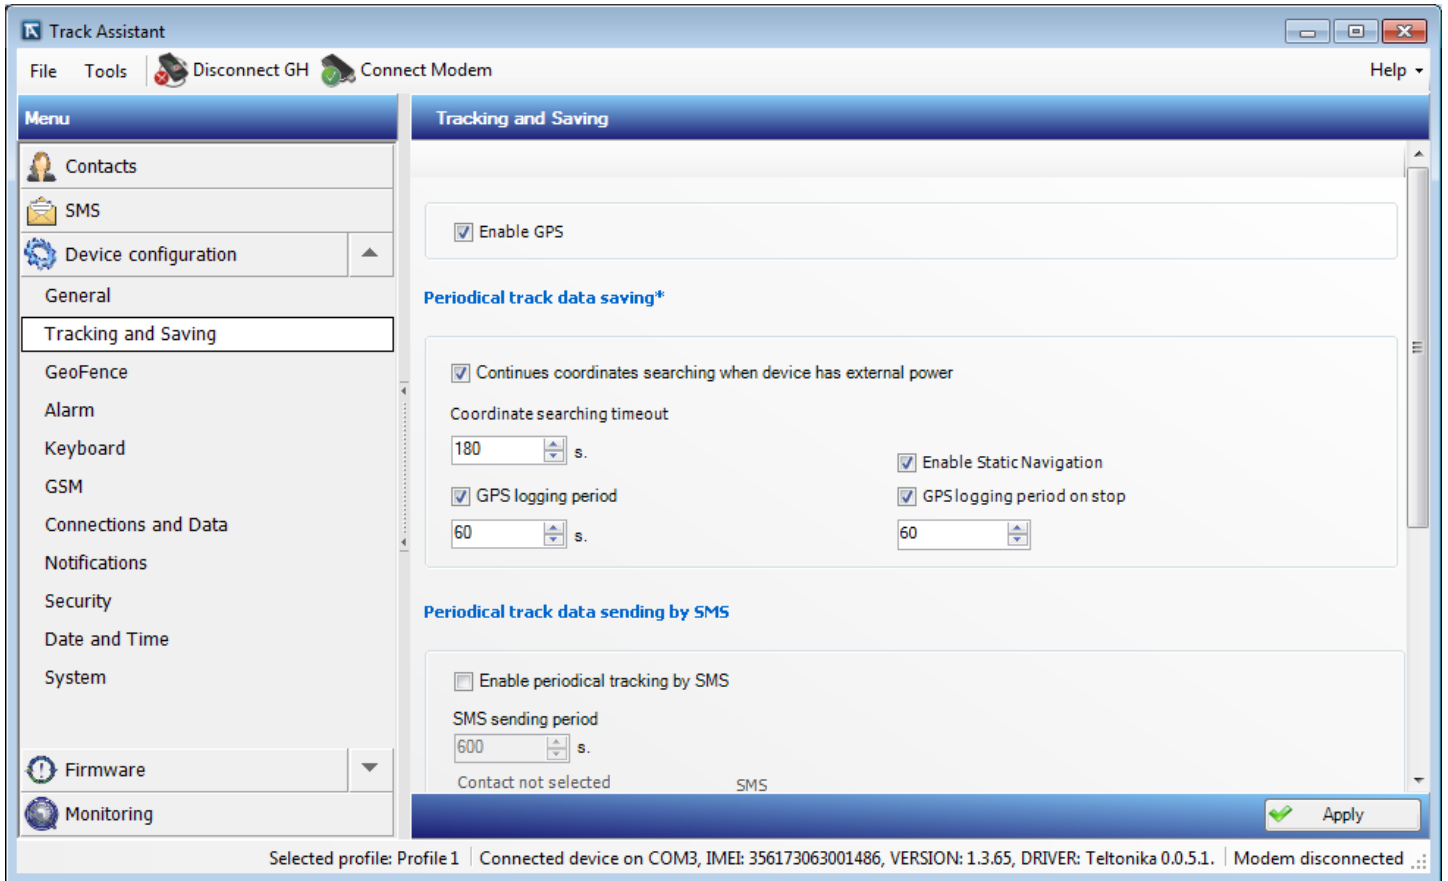 Track Assistant
File Tools Disconnect GH Connect Modem Help
Menu
Tracking and Saving
Contacts
SMS
Device configuration
General
Tracking and Saving
GeoFence
Alarm
Keyboard
GSM
Connections and Data
Notifications
Security
Date and Time
System
Firmware
Monitoring
Enable GPS
Periodical track data saving*
Continues coordinates searching when device has external power
Coordinate searching timeout
180 s.
Enable Static Navigation
GPS logging period
GPS logging period on stop
60 s.
60
Periodical track data sending by SMS
Enable periodical tracking by SMS
SMS sending period
600 s.
Contact not selected SMS
Apply
Selected profile: Profile 1 Connected device on COM3, IMEI: 356173063001486, VERSION: 1.3.65, DRIVER: Teltonika 0.0.5.1. Modem disconnected